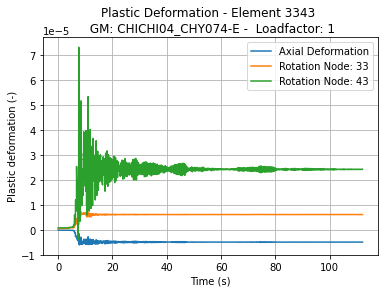 Plastic Deformation - Element 3343
GM: CHICHI04_CHY074-E -  Loadfactor: 1
1e-5
Axial Deformation
Rotation Node: 33
Rotation Node: 43
Plastic deformation (-)
7
6
5
4
3
2
1
0
−1
0 20 40 60 80 100
Time (s)